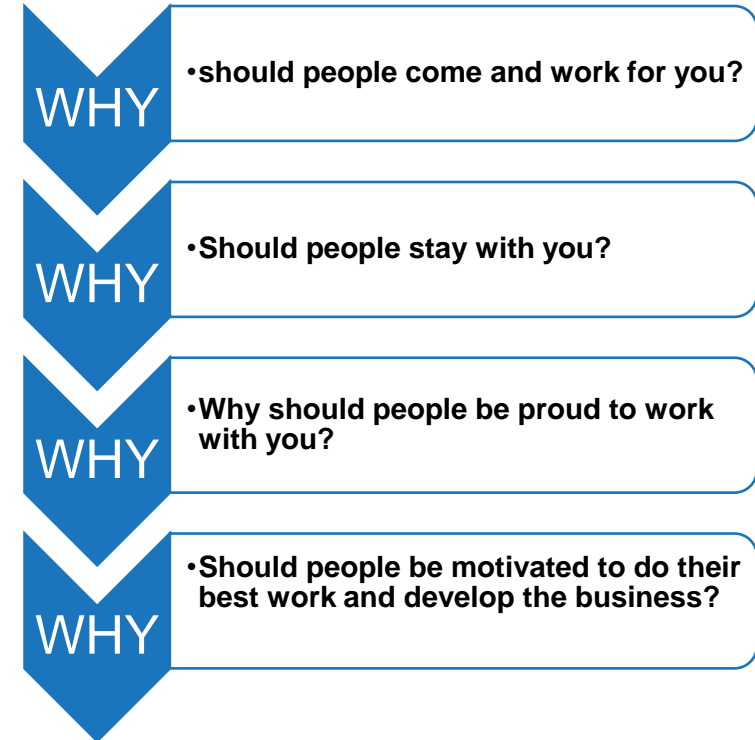 WHY
•should people come and work for you?
WHY
•Should people stay with you?
WHY
•Why should people be proud to work
with you?
WHY
•Should people be motivated to do their
best work and develop the business?